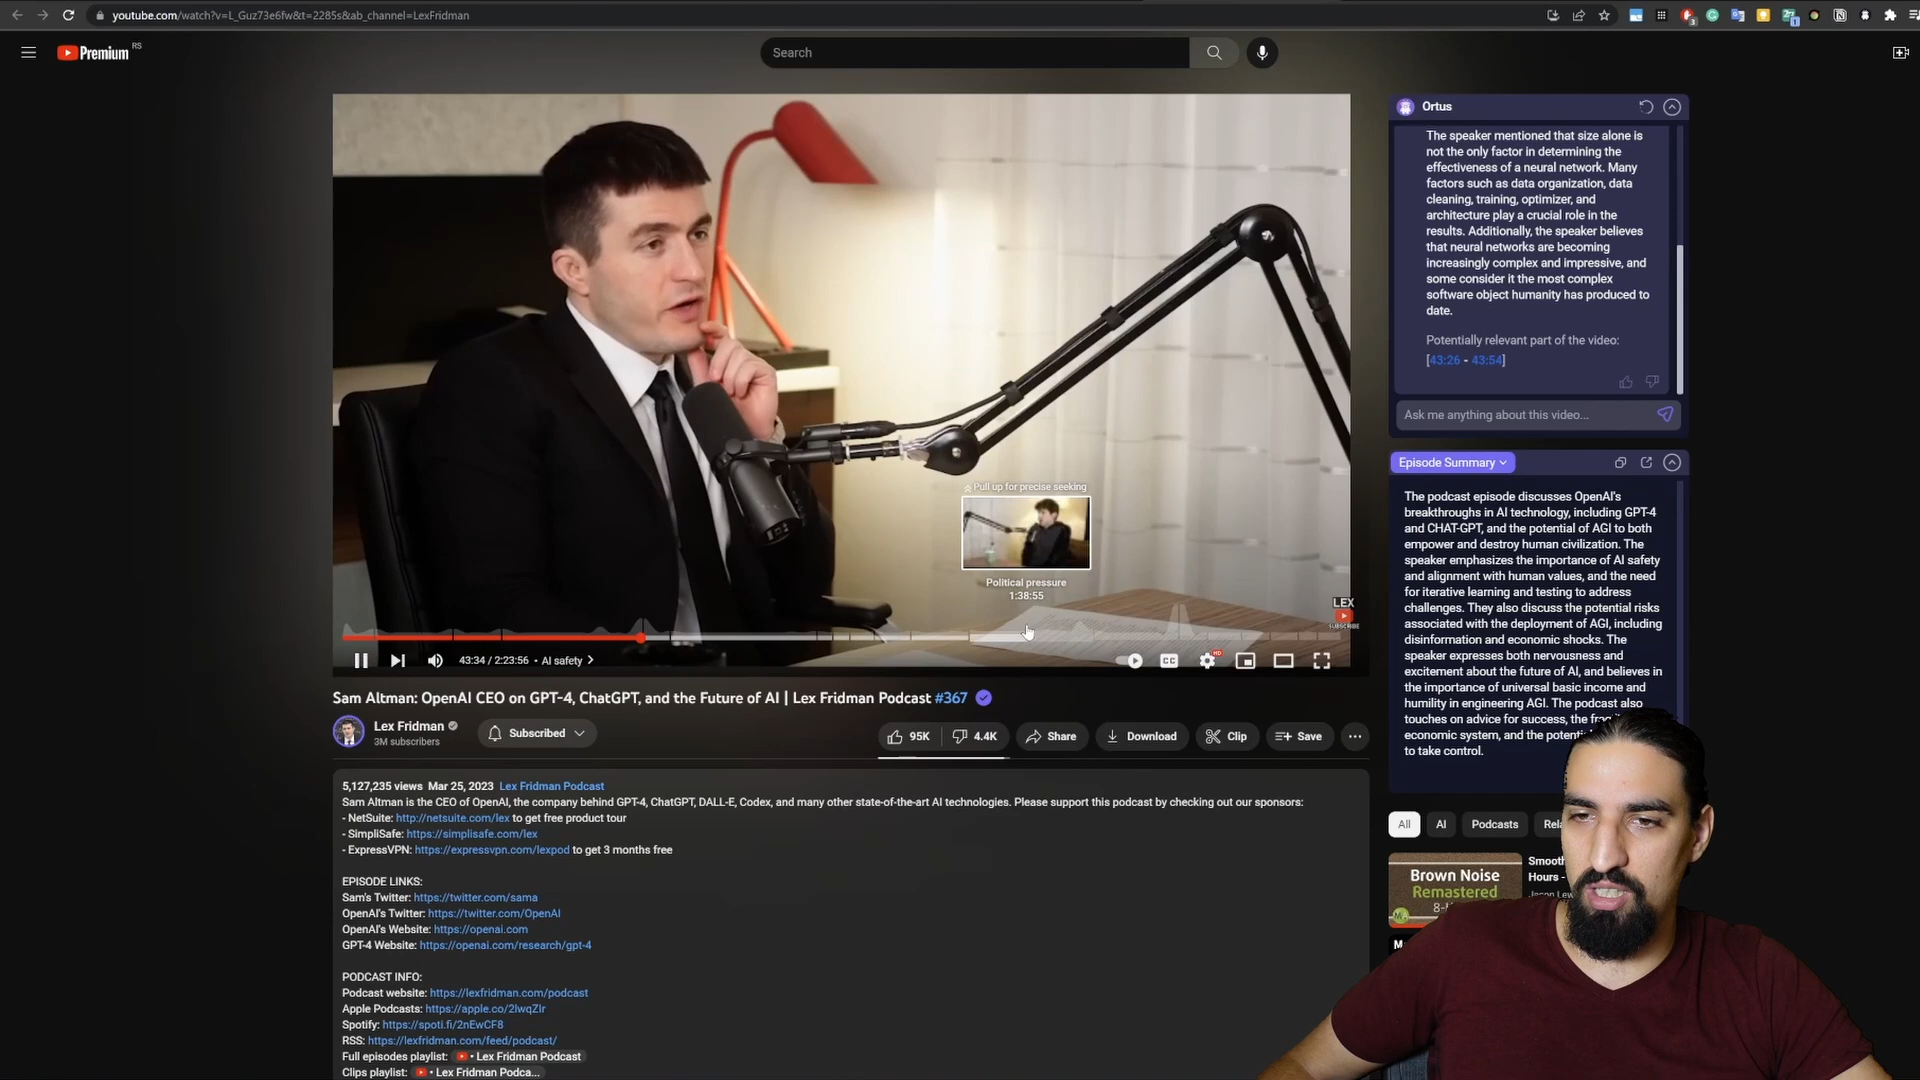 youtube.com/watch?v=L_Guz73e6fw&t=2285s&ab_channel=LexFridman
Premium RS
Search
Ortus
The speaker mentioned that size alone is
not the only factor in determining the
effectiveness of a neural network. Many
factors such as data organization, data
cleaning, training, optimizer, and
architecture play a crucial role in the
results. Additionally, the speaker believes
that neural networks are becoming
increasingly complex and impressive, and
some consider it the most complex
software object humanity has produced to
date.
Potentially relevant part of the video:
[43:26 - 43:54]
Ask me anything about this video...
Pull up for precise seeking
Political pressure
1:38:55
LEX
SUBSCRIBE
43:34 / 2:23:56 • AI safety
CC
HD
Episode Summary
The podcast episode discusses OpenAI's
breakthroughs in AI technology, including GPT-4
and CHAT-GPT, and the potential of AGI to both
empower and destroy human civilization. The
speaker emphasizes the importance of AI safety
and alignment with human values, and the need
for iterative learning and testing to address
challenges. They also discuss the potential risks
associated with the deployment of AGI, including
disinformation and economic shocks. The
speaker expresses both nervousness and
excitement about the future of AI, and believes in
the importance of universal basic income and
humility in engineering AGI. The podcast also
touches on advice for success, the
economic system, and the
to take control.
Sam Altman: OpenAI CEO on GPT-4, ChatGPT, and the Future of AI | Lex Fridman Podcast #367
Lex Fridman
3M subscribers
Subscribed
95K
4.4K
Share
Download
Clip
Save
5,127,235 views Mar 25, 2023 Lex Fridman Podcast
Sam Altman is the CEO of OpenAI, the company behind GPT-4, ChatGPT, DALL-E, Codex, and many other state-of-the-art AI technologies. Please support this podcast by checking out our sponsors:
- NetSuite: http://netsuite.com/lex to get free product tour
- SimpliSafe: https://simplisafe.com/lex
- ExpressVPN: https://expressvpn.com/lexpod to get 3 months free
EPISODE LINKS:
Sam's Twitter: https://twitter.com/sama
OpenAI's Twitter: https://twitter.com/OpenAI
OpenAI's Website: https://openai.com
GPT-4 Website: https://openai.com/research/gpt-4
PODCAST INFO:
Podcast website: https://lexfridman.com/podcast
Apple Podcasts: https://apple.co/2lwqZIr
Spotify: https://spoti.fi/2nEwCF8
RSS: https://lexfridman.com/feed/podcast/
Full episodes playlist: • Lex Fridman Podcast
Clips playlist: • Lex Fridman Podca...
All
AI
Podcasts
Brown Noise
Remastered
Smoot
Hours -